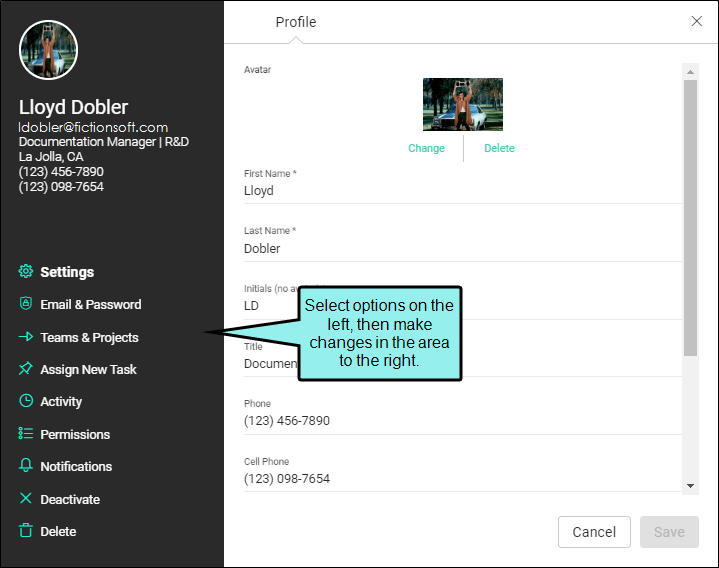 Lloyd Dobler
ldobler@fictionsoft.com
Documentation Manager | R&D
La Jolla, CA
(123) 456-7890
(123) 098-7654
Settings
Email & Password
Teams & Projects
Assign New Task
Activity
Permissions
Notifications
Deactivate
Delete
Profile
Avatar
Change
Delete
First Name *
Lloyd
Last Name *
Dobler
Initials (no
LD
Title
Phone
(123) 456-7890
Cell Phone
(123) 098-7654
Select options on the
left, then make
changes in the area
to the right.
Cancel
Save